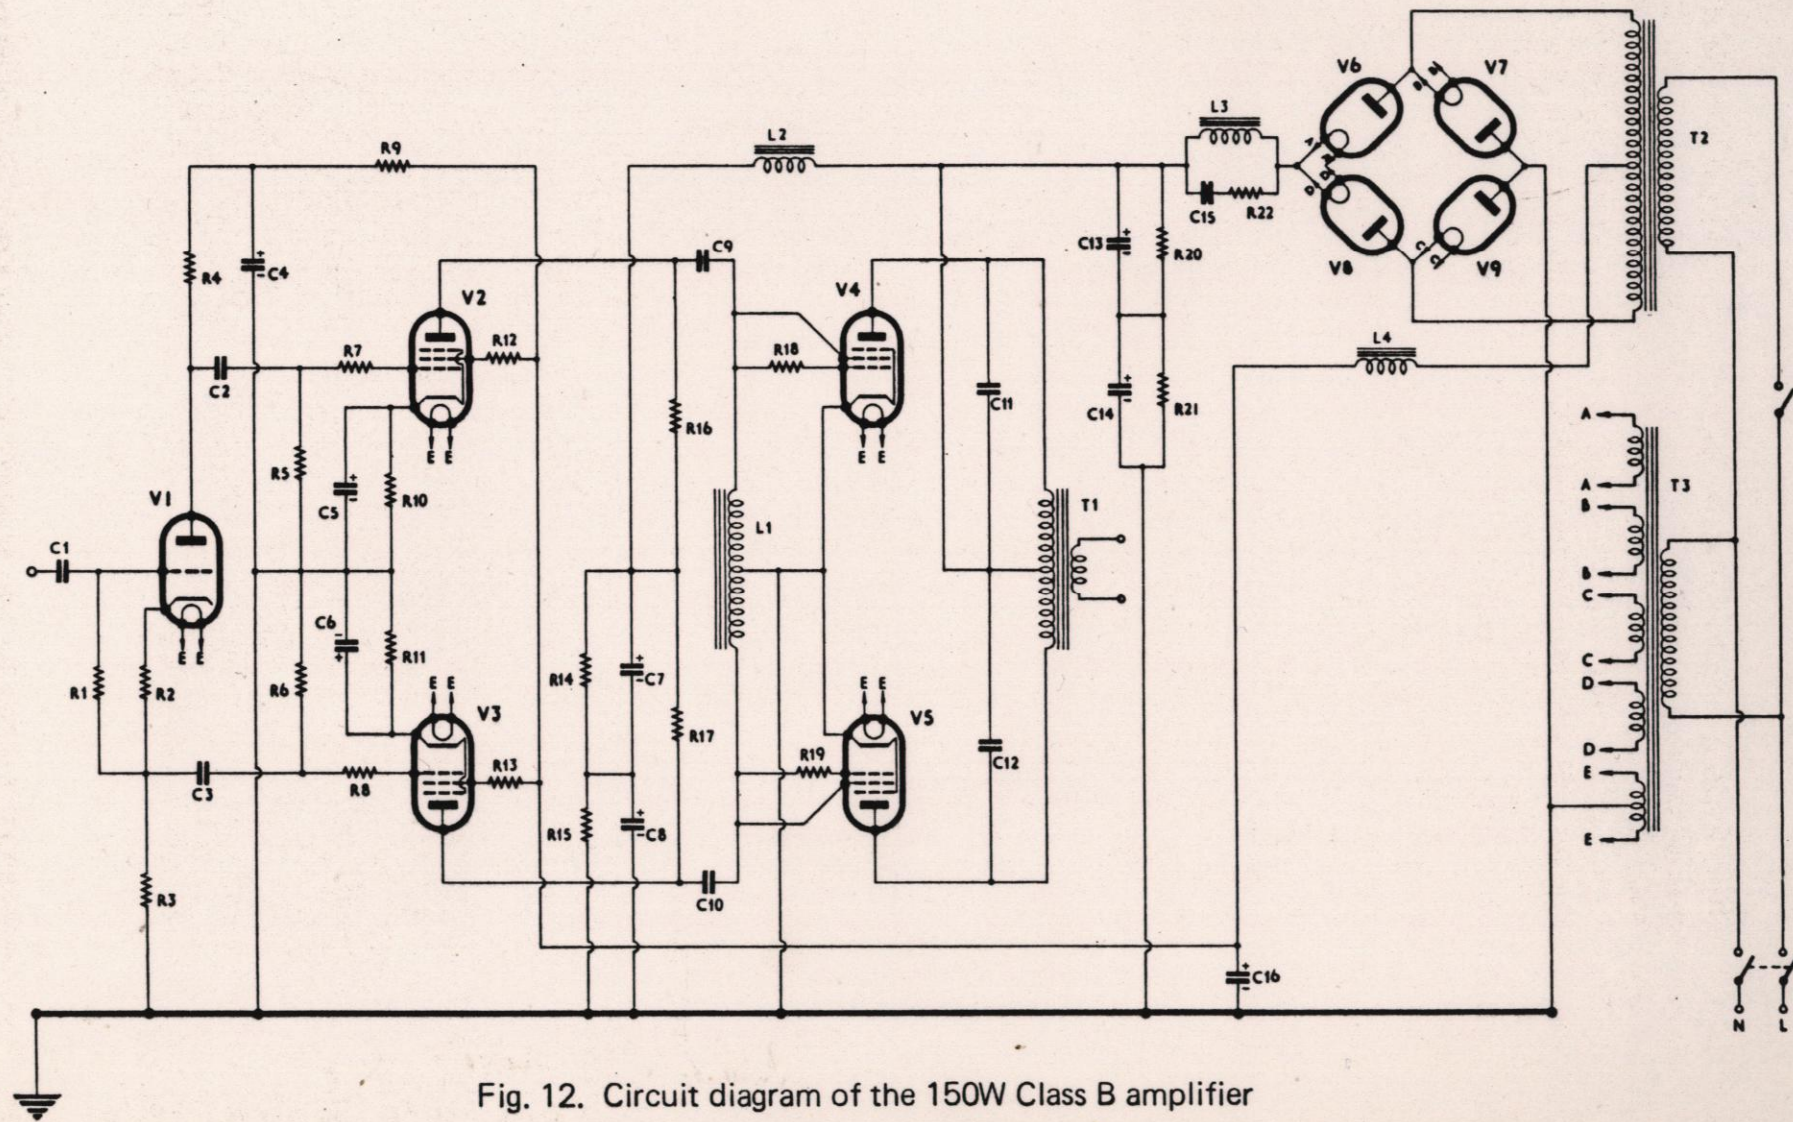 V6 V7
A A B B
L3
L2
T2
R9
C15 R22
D D C C
V8 V9
R4 C4
C9
C13 R20
V2 V4
R12 R7 R18
C2
L4
C11 C14 R21
A
E E E E
R16
R5 C5 R10
A T3
B
V1 L1 T1
C1
B
C
C6 R11
E E
R1 R2 R6
R14 C7
E E E E
C
D
V3 V5
R17
R19
C12
D
R13
C3 R8
E
R15 C8
E
R3 C10
C16
N L
Fig. 12. Circuit diagram of the 150W Class B amplifier